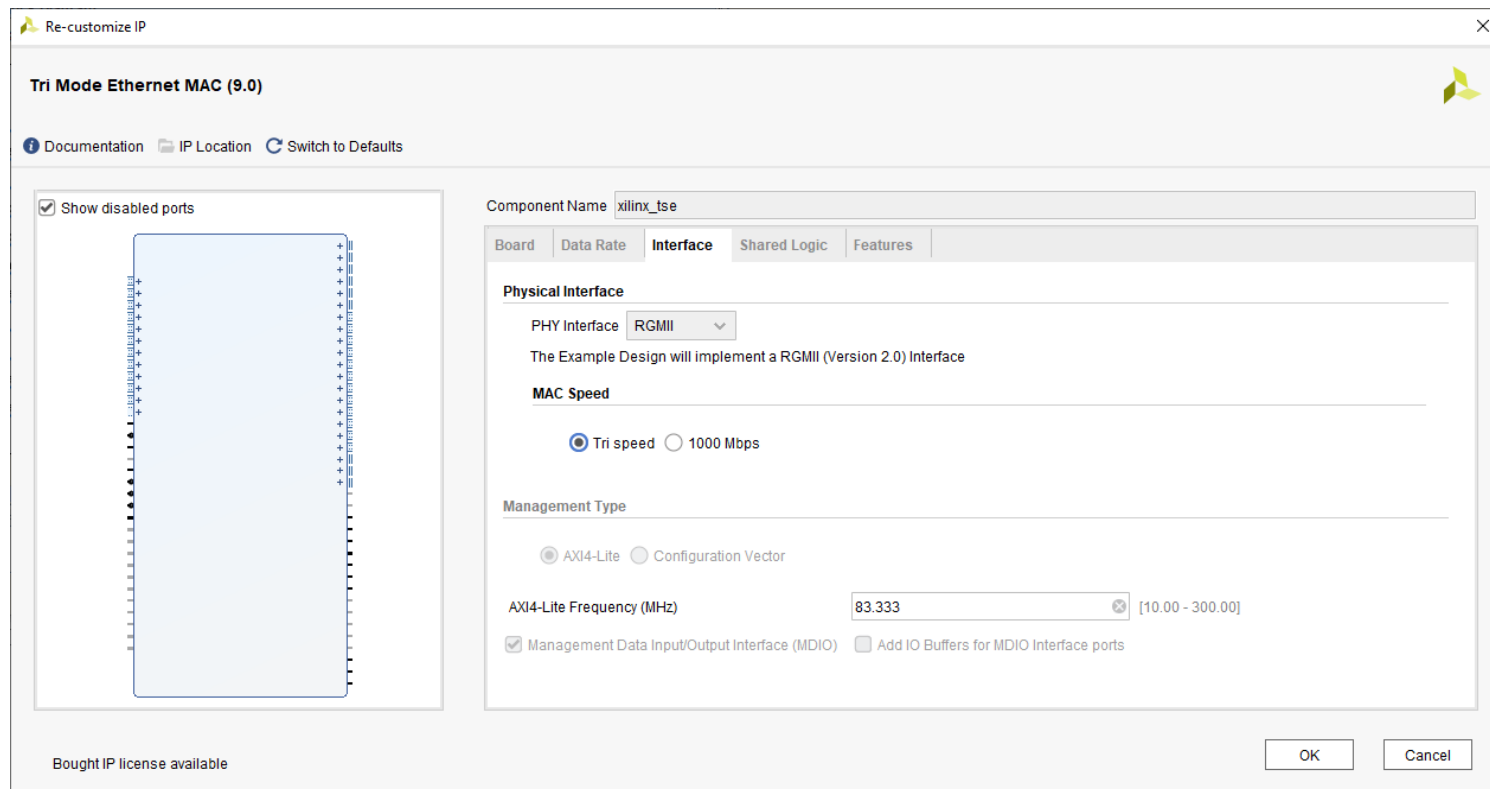 Re-customize IP
Tri Mode Ethernet MAC (9.0)
Documentation IP Location Switch to Defaults
Show disabled ports
Component Name xilinx_tse
Board Data Rate Interface Shared Logic Features
Physical Interface
PHY Interface RGMII
The Example Design will implement a RGMII (Version 2.0) Interface
MAC Speed
Tri speed 1000 Mbps
Management Type
AXI4-Lite Configuration Vector
AXI4-Lite Frequency (MHz) 83.333 [10.00 - 300.00]
Management Data Input/Output Interface (MDIO) Add IO Buffers for MDIO Interface ports
Bought IP license available
OK Cancel